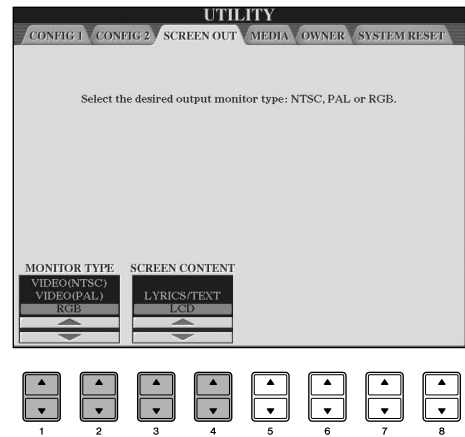 UTILITY
CONFIG 1 CONFIG 2 SCREEN OUT MEDIA OWNER SYSTEM RESET
Select the desired output monitor type: NTSC, PAL or RGB.
MONITOR TYPE SCREEN CONTENT
VIDEO(NTSC)
VIDEO(PAL) LYRICS/TEXT
RGB LCD
1 2 3 4 5 6 7 8